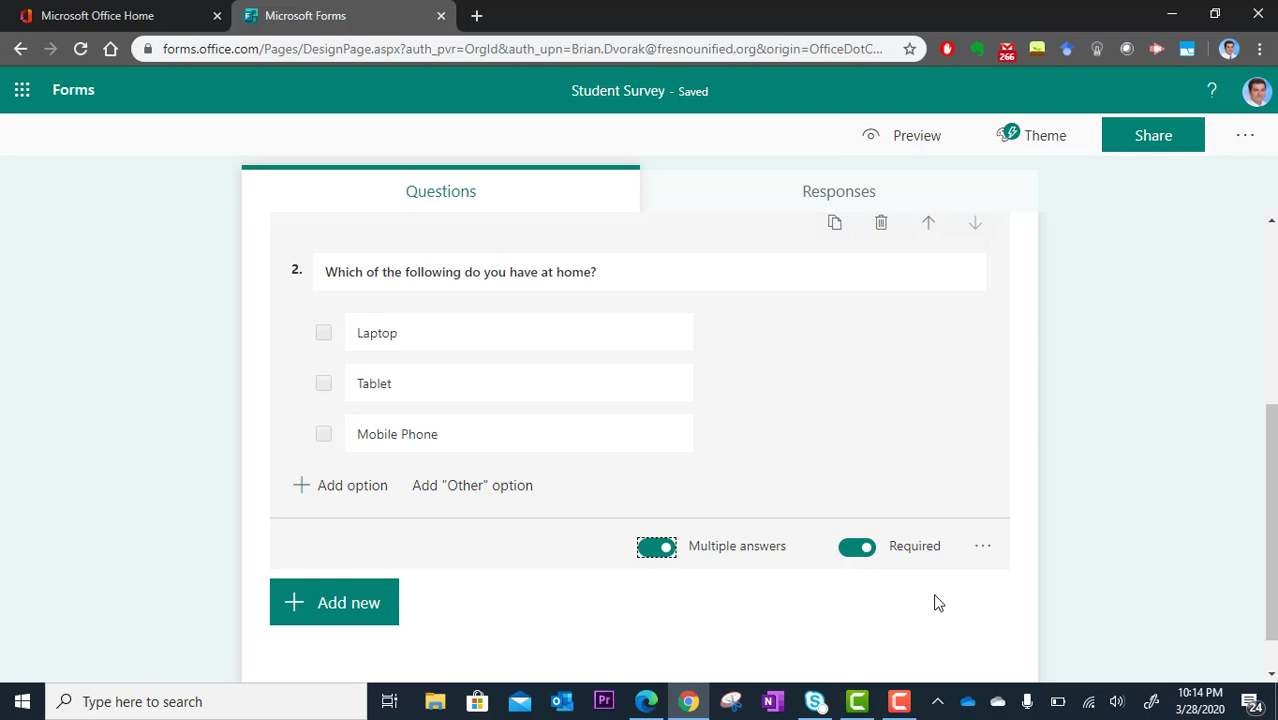 Microsoft Office Home
Microsoft Forms
forms.office.com/Pages/DesignPage.aspx?auth_pvr=OrgId&auth_upn=Brian.Dvorak@fresnounified.org&origin=OfficeDotC...
266
Forms
Student Survey - Saved
?
Preview
Theme
Share
Questions
Responses
2. Which of the following do you have at home?
Laptop
Tablet
Mobile Phone
Add option
Add "Other" option
Multiple answers
Required
Add new
Type here to search
Pr
10:14 PM
3/28/2020
24